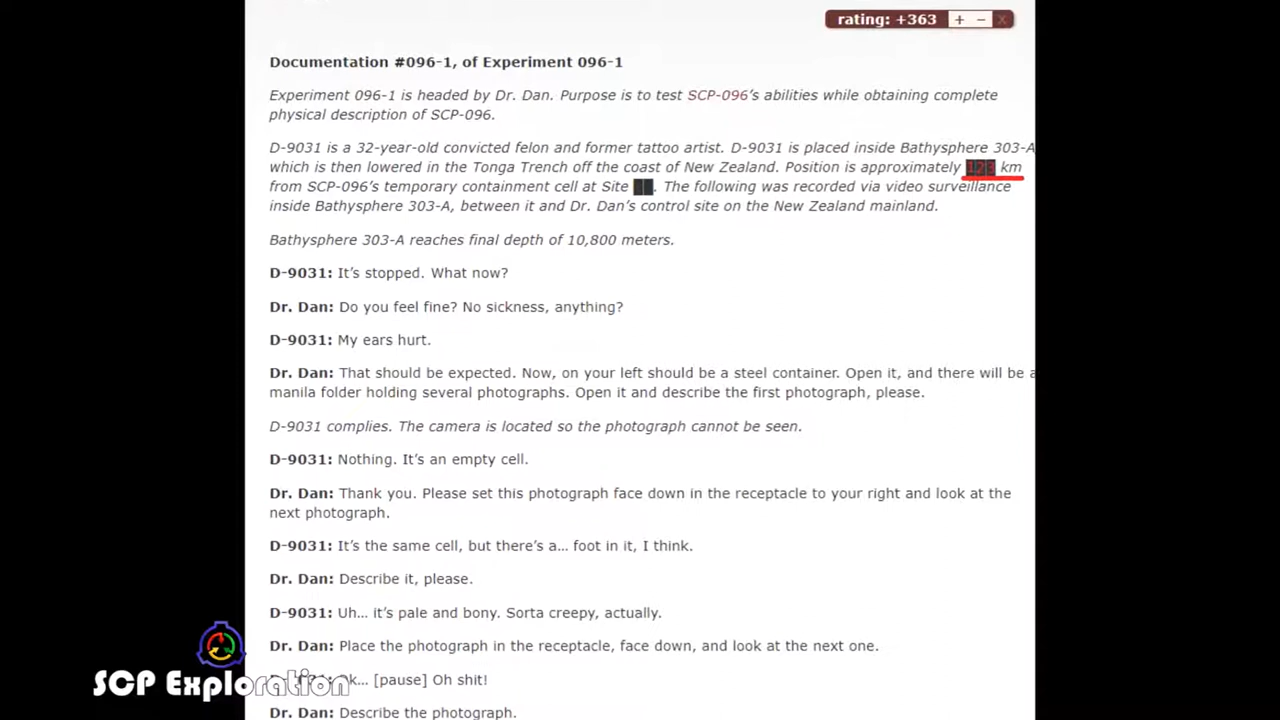 rating: +363 + − x
Documentation #096-1, of Experiment 096-1
Experiment 096-1 is headed by Dr. Dan. Purpose is to test SCP-096’s abilities while obtaining complete
physical description of SCP-096.
D-9031 is a 32-year-old convicted felon and former tattoo artist. D-9031 is placed inside Bathysphere 303-A
which is then lowered in the Tonga Trench off the coast of New Zealand. Position is approximately 123 km
from SCP-096’s temporary containment cell at Site ██. The following was recorded via video surveillance
inside Bathysphere 303-A, between it and Dr. Dan’s control site on the New Zealand mainland.
Bathysphere 303-A reaches final depth of 10,800 meters.
D-9031: It’s stopped. What now?
Dr. Dan: Do you feel fine? No sickness, anything?
D-9031: My ears hurt.
Dr. Dan: That should be expected. Now, on your left should be a steel container. Open it, and there will be a
manila folder holding several photographs. Open it and describe the first photograph, please.
D-9031 complies. The camera is located so the photograph cannot be seen.
D-9031: Nothing. It’s an empty cell.
Dr. Dan: Thank you. Please set this photograph face down in the receptacle to your right and look at the
next photograph.
D-9031: It’s the same cell, but there’s a… foot in it, I think.
Dr. Dan: Describe it, please.
D-9031: Uh… it’s pale and bony. Sorta creepy, actually.
Dr. Dan: Place the photograph in the receptacle, face down, and look at the next one.
Ok… [pause] Oh shit!
SCP Exploration
Dr. Dan: Describe the photograph.